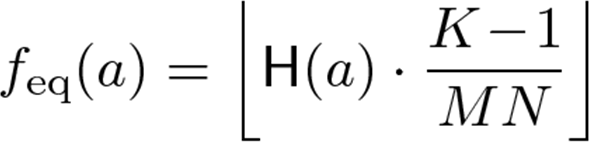 f_eq(a) = ⌊H(a) · (K−1)/(MN)⌋